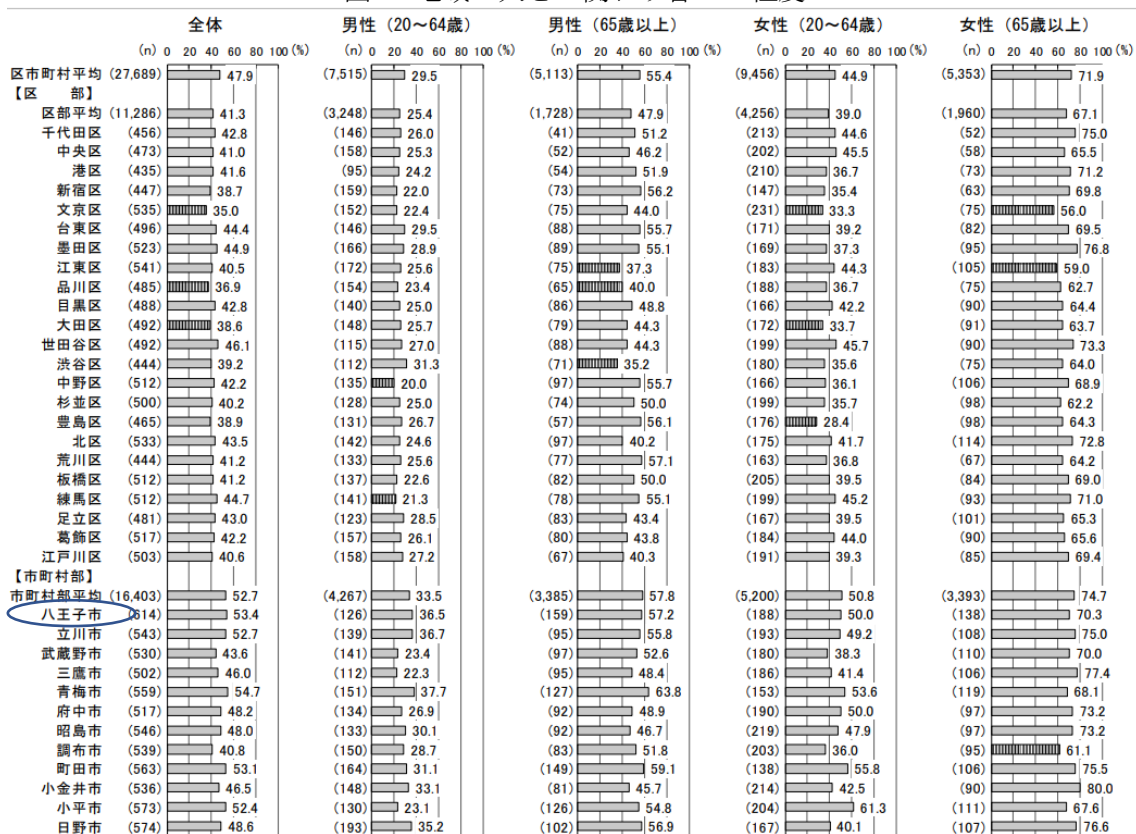 全体 男性（20～64歳） 男性（65歳以上） 女性（20～64歳） 女性（65歳以上）
(n) 0 20 40 60 80 100 (%) (n) 0 20 40 60 80 100 (%) (n) 0 20 40 60 80 100 (%) (n) 0 20 40 60 80 100 (%) (n) 0 20 40 60 80 100 (%)
区市町村平均 (27,689) 47.9 (7,515) 29.5 (5,113) 55.4 (9,456) 44.9 (5,353) 71.9
【区 部】
区部平均 (11,286) 41.3 (3,248) 25.4 (1,728) 47.9 (4,256) 39.0 (1,960) 67.1
千代田区 (456) 42.8 (146) 26.0 (41) 51.2 (213) 44.6 (52) 75.0
中央区 (473) 41.0 (158) 25.3 (52) 46.2 (202) 45.5 (58) 65.5
港区 (435) 41.6 (95) 24.2 (54) 51.9 (210) 36.7 (73) 71.2
新宿区 (447) 38.7 (159) 22.0 (73) 56.2 (147) 35.4 (63) 69.8
文京区 (535) 35.0 (152) 22.4 (75) 44.0 (231) 33.3 (75) 56.0
台東区 (496) 44.4 (146) 29.5 (88) 55.7 (171) 39.2 (82) 69.5
墨田区 (523) 44.9 (166) 28.9 (89) 55.1 (169) 37.3 (95) 76.8
江東区 (541) 40.5 (172) 25.6 (75) 37.3 (183) 44.3 (105) 59.0
品川区 (485) 36.9 (154) 23.4 (65) 40.0 (188) 36.7 (75) 62.7
目黒区 (488) 42.8 (140) 25.0 (86) 48.8 (166) 42.2 (90) 64.4
大田区 (492) 38.6 (148) 25.7 (79) 44.3 (172) 33.7 (91) 63.7
世田谷区 (492) 46.1 (115) 27.0 (88) 44.3 (199) 45.7 (90) 73.3
渋谷区 (444) 39.2 (112) 31.3 (71) 35.2 (180) 35.6 (75) 64.0
中野区 (512) 42.2 (135) 20.0 (97) 55.7 (166) 36.1 (106) 68.9
杉並区 (500) 40.2 (128) 25.0 (74) 50.0 (199) 35.7 (98) 62.2
豊島区 (465) 38.9 (131) 26.7 (57) 56.1 (176) 28.4 (98) 64.3
北区 (533) 43.5 (142) 24.6 (97) 40.2 (175) 41.7 (114) 72.8
荒川区 (444) 41.2 (133) 25.6 (77) 57.1 (163) 36.8 (67) 64.2
板橋区 (512) 41.2 (137) 22.6 (82) 50.0 (205) 39.5 (84) 69.0
練馬区 (512) 44.7 (141) 21.3 (78) 55.1 (199) 45.2 (93) 71.0
足立区 (481) 43.0 (123) 28.5 (83) 43.4 (167) 39.5 (101) 65.3
葛飾区 (517) 42.2 (157) 26.1 (80) 43.8 (184) 44.0 (90) 65.6
江戸川区 (503) 40.6 (158) 27.2 (67) 40.3 (191) 39.3 (85) 69.4
【市町村部】
市町村部平均 (16,403) 52.7 (4,267) 33.5 (3,385) 57.8 (5,200) 50.8 (3,393) 74.7
八王子市 (614) 53.4 (126) 36.5 (159) 57.2 (188) 50.0 (138) 70.3
立川市 (543) 52.7 (139) 36.7 (95) 55.8 (193) 49.2 (108) 75.0
武蔵野市 (530) 43.6 (141) 23.4 (97) 52.6 (180) 38.3 (110) 70.0
三鷹市 (502) 46.0 (112) 22.3 (95) 48.4 (186) 41.4 (106) 77.4
青梅市 (559) 54.7 (151) 37.7 (127) 63.8 (153) 53.6 (119) 68.1
府中市 (517) 48.2 (134) 26.9 (92) 48.9 (190) 50.0 (97) 73.2
昭島市 (546) 48.0 (133) 30.1 (92) 46.7 (219) 47.9 (97) 73.2
調布市 (539) 40.8 (150) 28.7 (83) 51.8 (203) 36.0 (95) 61.1
町田市 (563) 53.1 (164) 31.1 (149) 59.1 (138) 55.8 (106) 75.5
小金井市 (536) 46.5 (148) 33.1 (81) 45.7 (214) 42.5 (90) 80.0
小平市 (573) 52.4 (130) 23.1 (126) 54.8 (204) 61.3 (111) 67.6
日野市 (574) 48.6 (193) 35.2 (102) 56.9 (167) 40.1 (107) 76.6